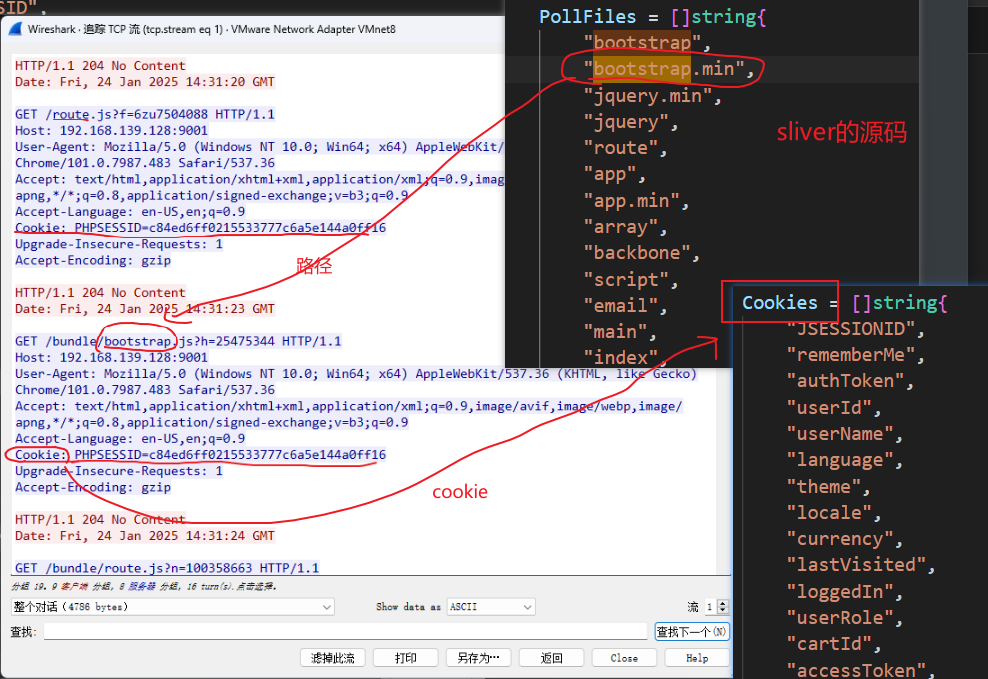 SID",
Wireshark · 追踪 TCP 流 (tcp.stream eq 1) · VMware Network Adapter VMnet8
HTTP/1.1 204 No Content
Date: Fri, 24 Jan 2025 14:31:20 GMT
GET /route.js?f=6zu7504088 HTTP/1.1
Host: 192.168.139.128:9001
User-Agent: Mozilla/5.0 (Windows NT 10.0; Win64; x64) AppleWebKit/
Chrome/101.0.7987.483 Safari/537.36
Accept: text/html,application/xhtml+xml,application/xml;q=0.9,imag
apng,*/*;q=0.8,application/signed-exchange;v=b3;q=0.9
Accept-Language: en-US,en;q=0.9
Cookie: PHPSESSID=c84ed6ff0215533777c6a5e144a0ff16
Upgrade-Insecure-Requests: 1
Accept-Encoding: gzip
路径
HTTP/1.1 204 No Content
Date: Fri, 24 Jan 2025 14:31:23 GMT
GET /bundle/bootstrap.js?h=25475344 HTTP/1.1
Host: 192.168.139.128:9001
User-Agent: Mozilla/5.0 (Windows NT 10.0; Win64; x64) AppleWebKit/537.36 (KHTML, like Gecko)
Chrome/101.0.7987.483 Safari/537.36
Accept: text/html,application/xhtml+xml,application/xml;q=0.9,image/avif,image/webp,image/
apng,*/*;q=0.8,application/signed-exchange;v=b3;q=0.9
Accept-Language: en-US,en;q=0.9
Cookie: PHPSESSID=c84ed6ff0215533777c6a5e144a0ff16
Upgrade-Insecure-Requests: 1
Accept-Encoding: gzip
cookie
HTTP/1.1 204 No Content
Date: Fri, 24 Jan 2025 14:31:24 GMT
GET /bundle/route.js?n=100358663 HTTP/1.1
分组 19。9 客户端 分组, 8 服务器 分组, 16 turn(s).点击选择。
整个对话 (4786 bytes)
Show data as
ASCII
流 1
查找:
查找下一个(N)
滤掉此流
打印
另存为…
返回
Close
Help
PollFiles = []string{
"bootstrap",
"bootstrap.min",
"jquery.min",
"jquery",
"route",
"app",
"app.min",
"array",
"backbone",
"script",
"email",
"main",
"index",
sliver的源码
Cookies = []string{
"JSESSIONID",
"rememberMe",
"authToken",
"userId",
"userName",
"language",
"theme",
"locale",
"currency",
"lastVisited",
"loggedIn",
"userRole",
"cartId",
"accessToken",